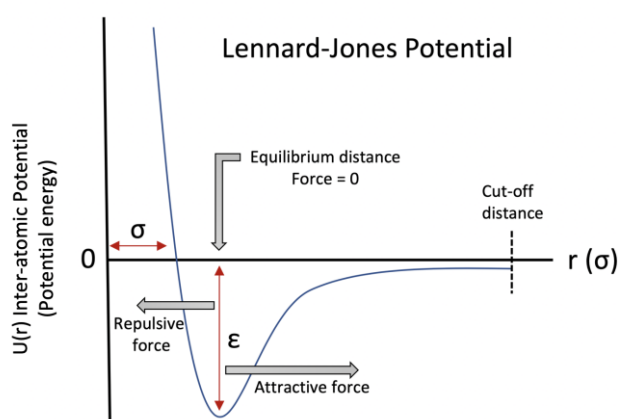 Lennard-Jones Potential
U(r) Inter-atomic Potential
(Potential energy)
Equilibrium distance
Force = 0
Cut-off
distance
σ
0
r (σ)
Repulsive
force
ε
Attractive force